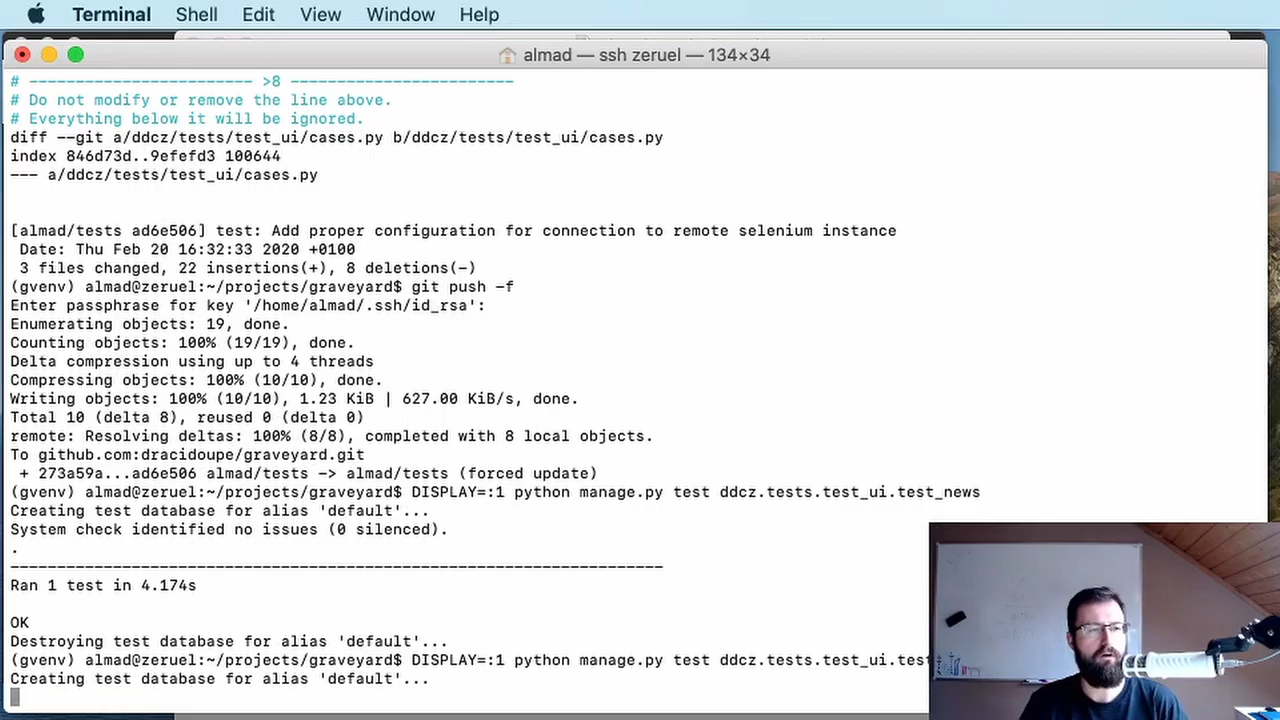 Terminal Shell Edit View Window Help
almad — ssh zeruel — 134×34
# ------------------------ >8 ------------------------
# Do not modify or remove the line above.
# Everything below it will be ignored.
diff --git a/ddcz/tests/test_ui/cases.py b/ddcz/tests/test_ui/cases.py
index 846d73d..9efefd3 100644
--- a/ddcz/tests/test_ui/cases.py
[almad/tests ad6e506] test: Add proper configuration for connection to remote selenium instance
Date: Thu Feb 20 16:32:33 2020 +0100
3 files changed, 22 insertions(+), 8 deletions(-)
(gvenv) almad@zeruel:~/projects/graveyard$ git push -f
Enter passphrase for key '/home/almad/.ssh/id_rsa':
Enumerating objects: 19, done.
Counting objects: 100% (19/19), done.
Delta compression using up to 4 threads
Compressing objects: 100% (10/10), done.
Writing objects: 100% (10/10), 1.23 KiB | 627.00 KiB/s, done.
Total 10 (delta 8), reused 0 (delta 0)
remote: Resolving deltas: 100% (8/8), completed with 8 local objects.
To github.com:dracidoupe/graveyard.git
+ 273a59a...ad6e506 almad/tests -> almad/tests (forced update)
(gvenv) almad@zeruel:~/projects/graveyard$ DISPLAY=:1 python manage.py test ddcz.tests.test_ui.test_news
Creating test database for alias 'default'...
System check identified no issues (0 silenced).
.
----------------------------------------------------------------------
Ran 1 test in 4.174s
OK
Destroying test database for alias 'default'...
(gvenv) almad@zeruel:~/projects/graveyard$ DISPLAY=:1 python manage.py test ddcz.tests.test_ui.test
Creating test database for alias 'default'...